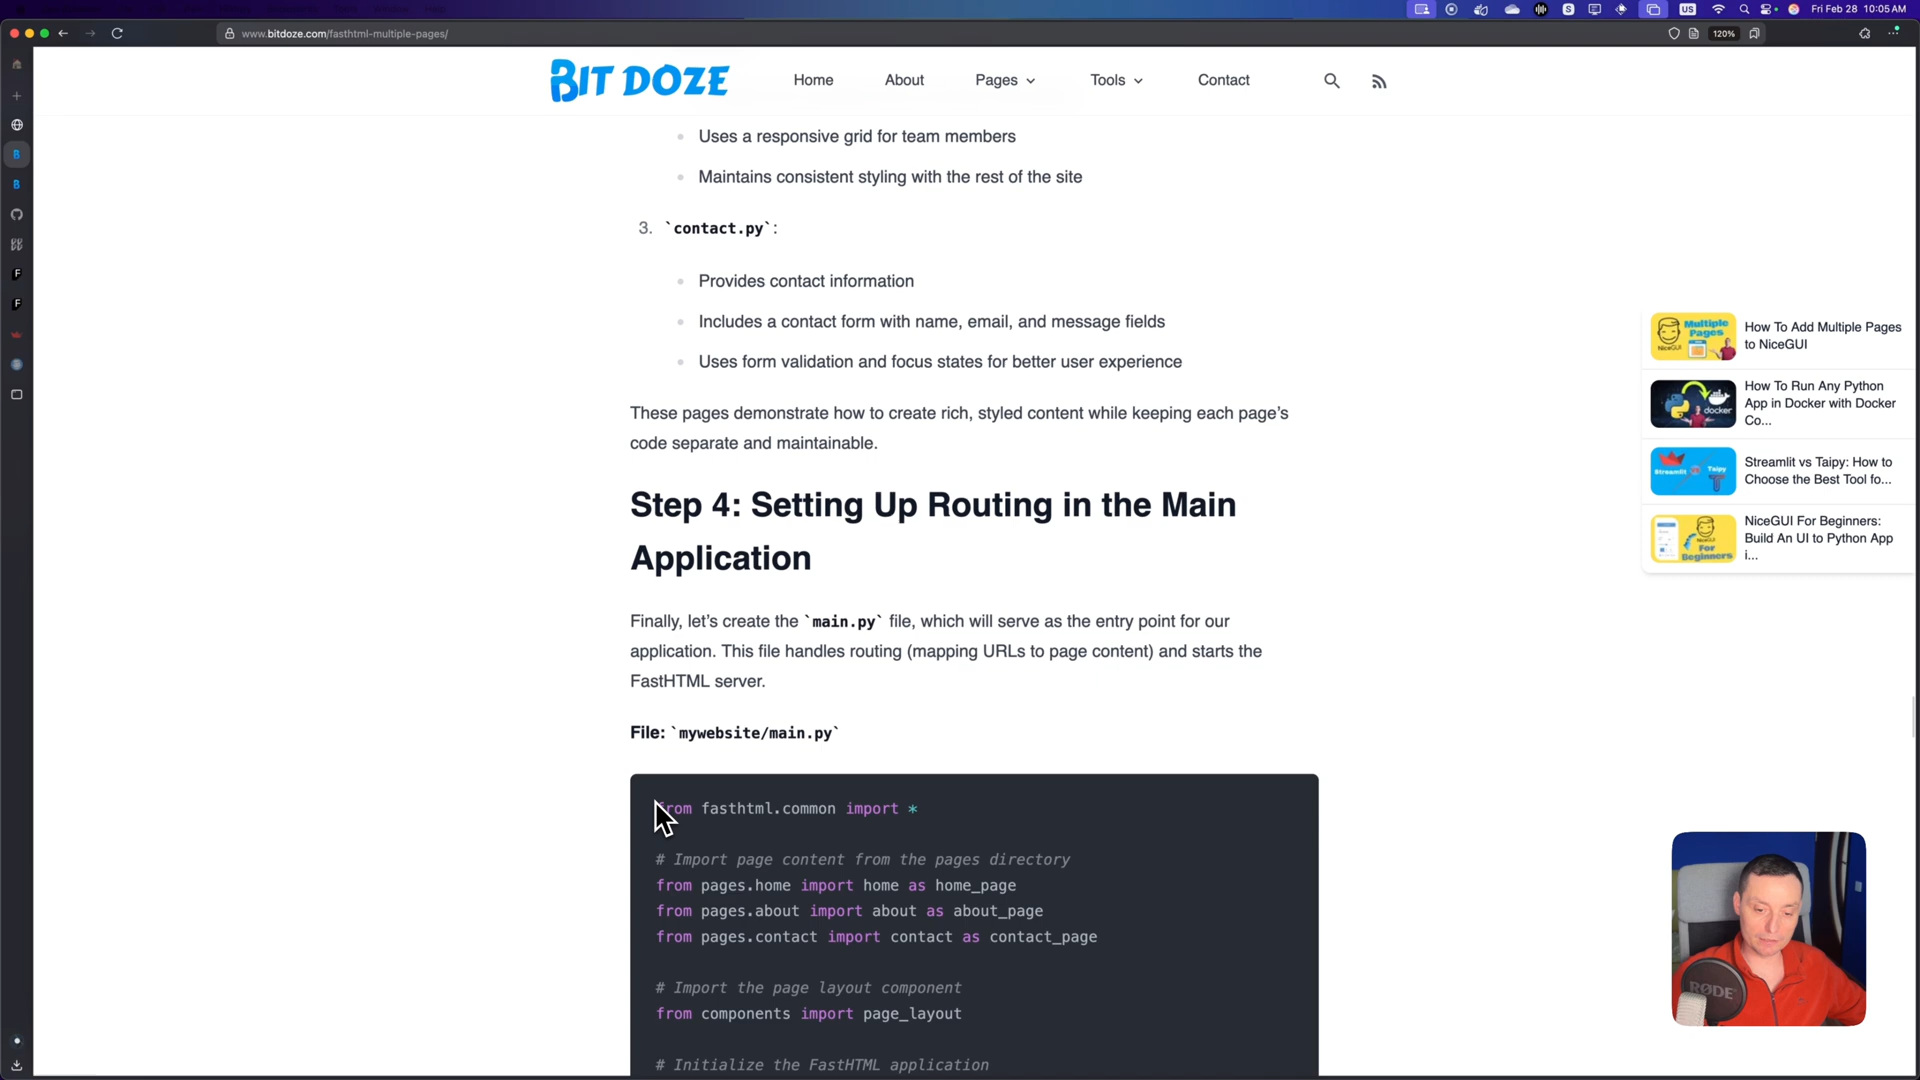 Fri Feb 28 10:05 AM
www.bitdoze.com/fasthtml-multiple-pages/
120%
BIT DOZE
Home
About
Pages
Tools
Contact
Uses a responsive grid for team members
Maintains consistent styling with the rest of the site
3. `contact.py`:
Provides contact information
Includes a contact form with name, email, and message fields
Uses form validation and focus states for better user experience
These pages demonstrate how to create rich, styled content while keeping each page's
code separate and maintainable.
Step 4: Setting Up Routing in the Main
Application
Finally, let's create the `main.py` file, which will serve as the entry point for our
application. This file handles routing (mapping URLs to page content) and starts the
FastHTML server.
File: `mywebsite/main.py`
from fasthtml.common import *
# Import page content from the pages directory
from pages.home import home as home_page
from pages.about import about as about_page
from pages.contact import contact as contact_page
# Import the page layout component
from components import page_layout
# Initialize the FastHTML application
How To Add Multiple Pages
to NiceGUI
How To Run Any Python
App in Docker with Docker
Co...
Streamlit vs Taipy: How to
Choose the Best Tool fo...
NiceGUI For Beginners:
Build An UI to Python App
i...
Multiple
Pages
NiceGUI
docker
Streamlit
Taipy
For
Beginners
US
RØDE